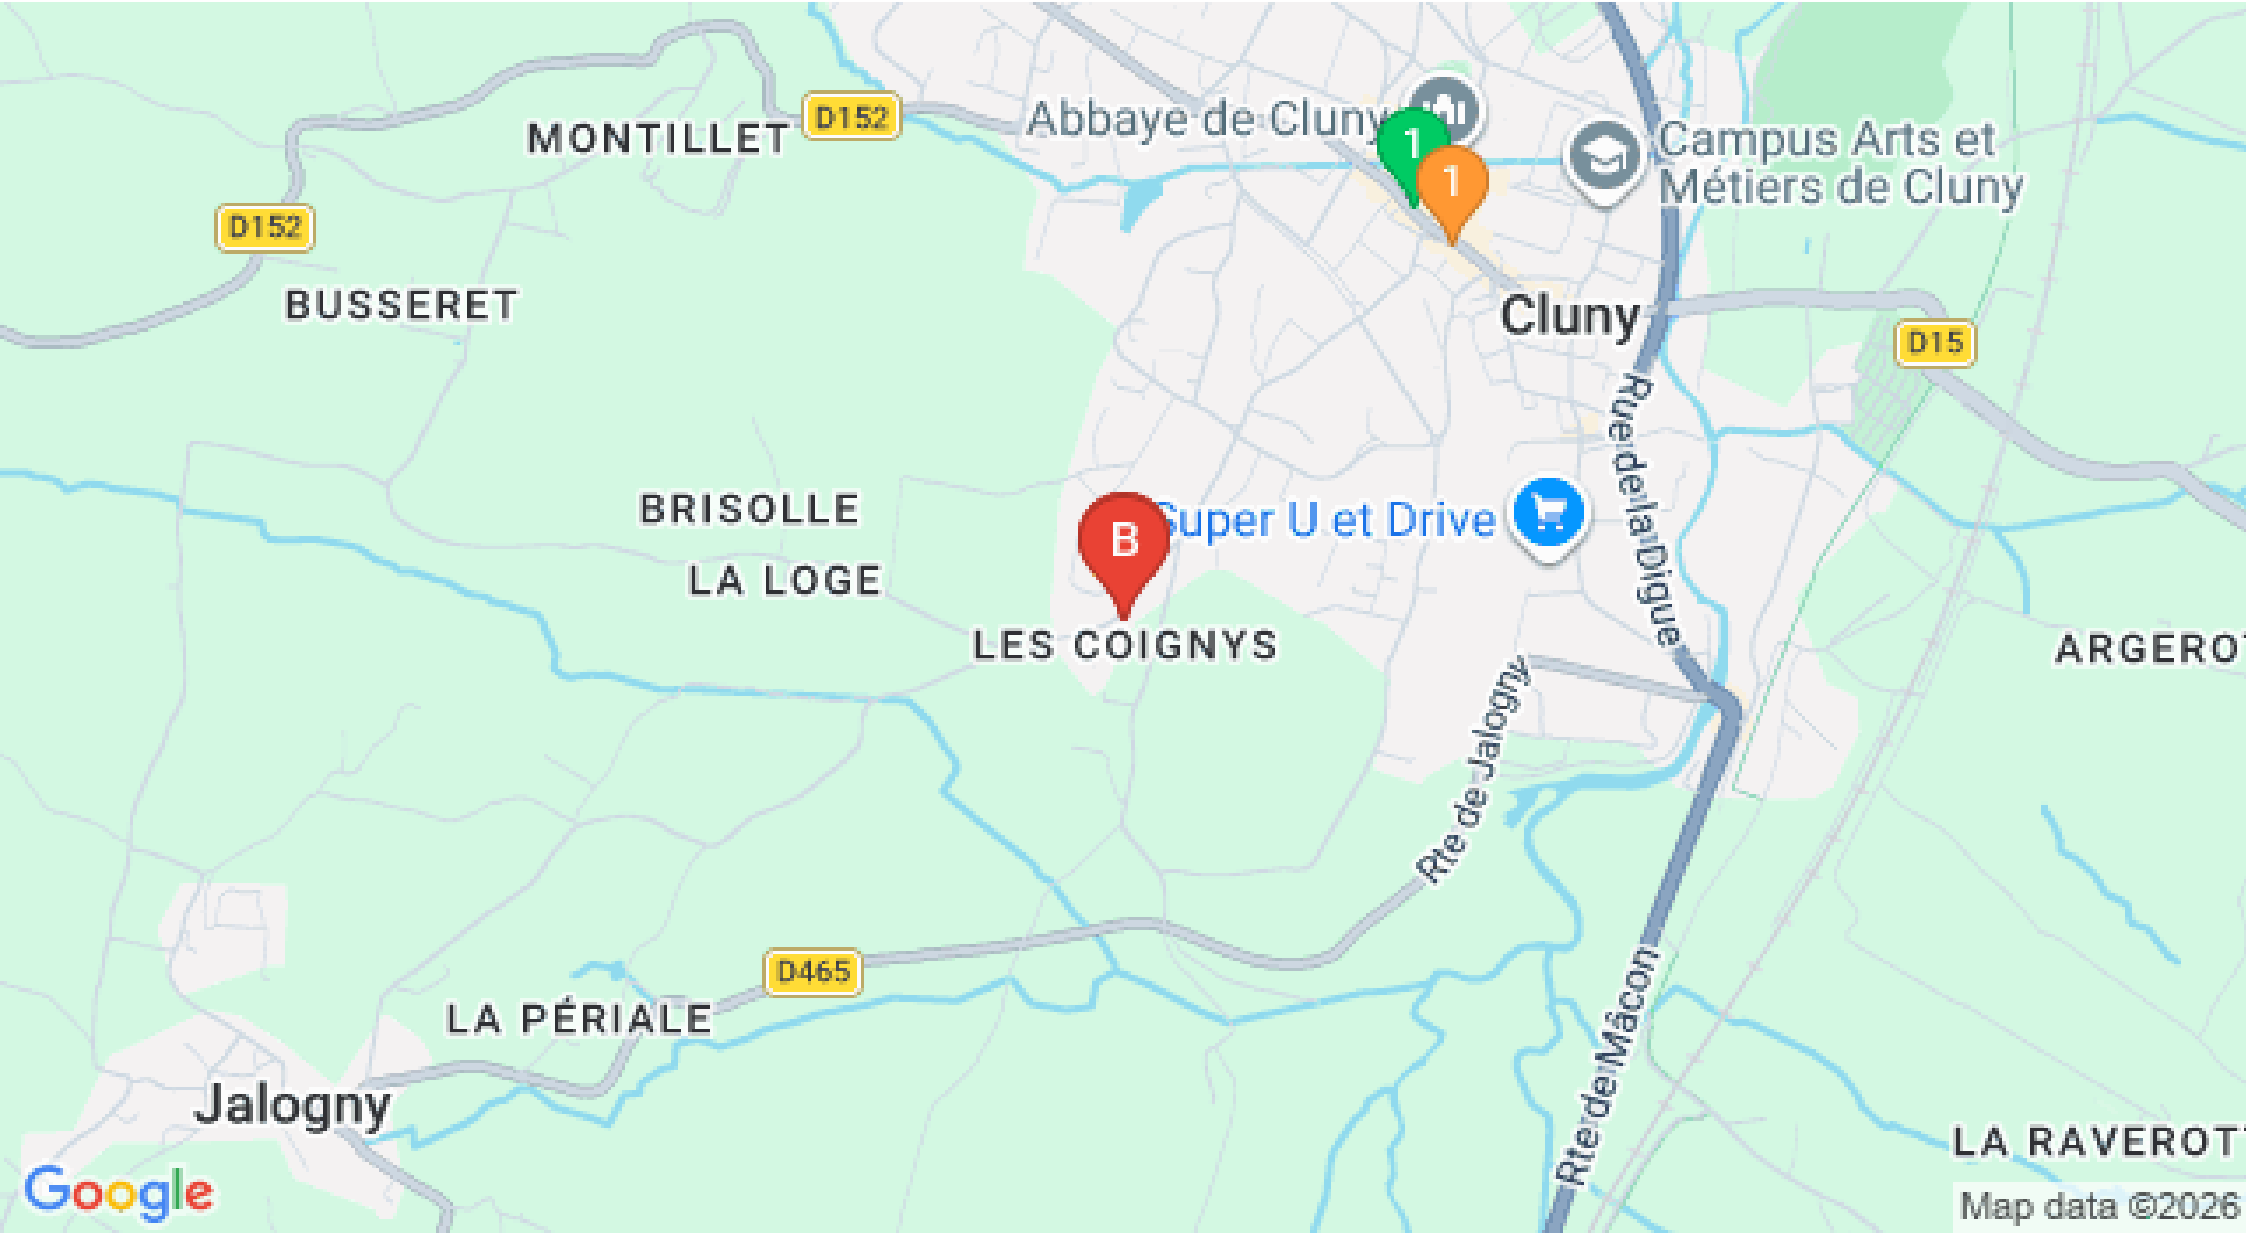 Abbaye de Cluny
1
1
Campus Arts et
Métiers de Cluny
D152
MONTILLET
D152
BUSSERET
Cluny
D15
Rue de la Digue
BRISOLLE
B
Super U et Drive
LA LOGE
LES COIGNYS
ARGERO
Rte de Jalogny
D465
LA PÉRIALE
Rte de Mâcon
Jalogny
LA RAVEROT
Google
Map data ©2026